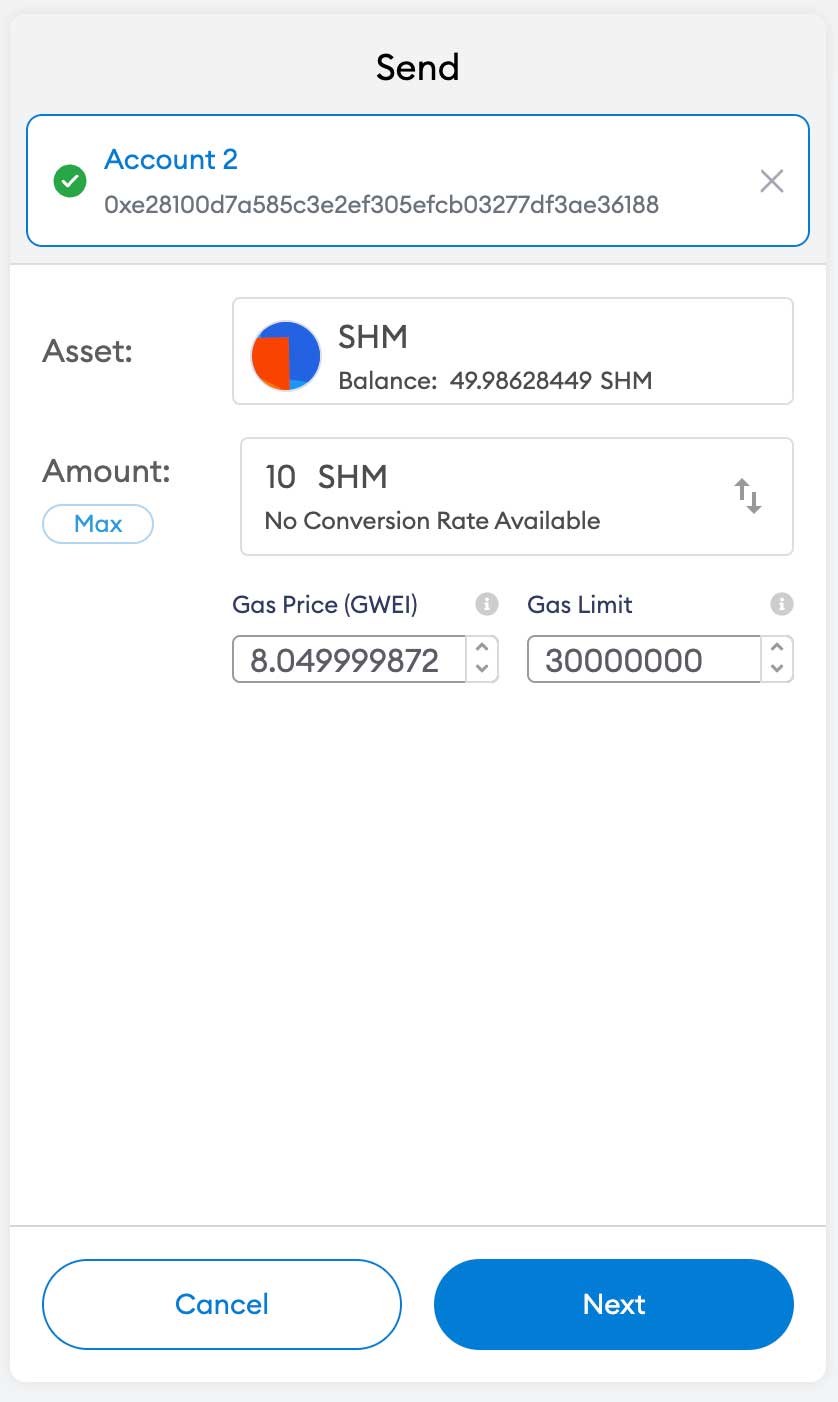 Send
Account 2
0xe28100d7a585c3e2ef305efcb03277df3ae36188
Asset:
SHM
Balance: 49.98628449 SHM
Amount:
Max
10 SHM
No Conversion Rate Available
Gas Price (GWEI)
Gas Limit
8.049999872
30000000
Cancel
Next